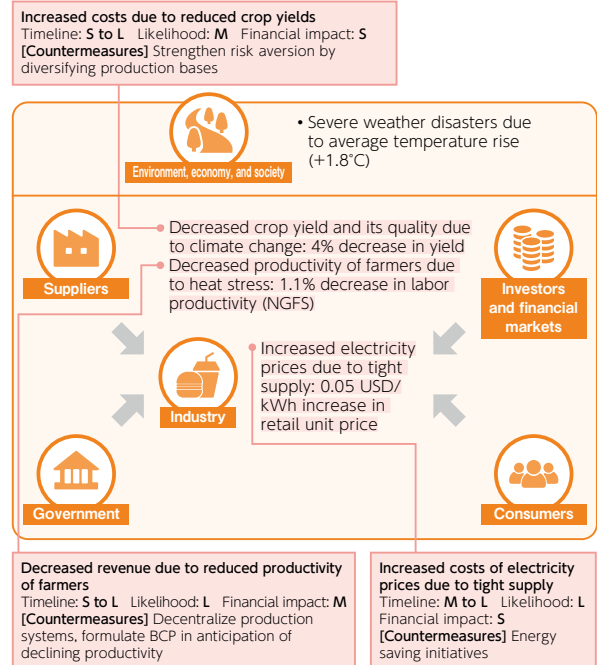 Increased costs due to reduced crop yields
Timeline: S to L Likelihood: M Financial impact: S
[Countermeasures] Strengthen risk aversion by
diversifying production bases
Environment, economy, and society
• Severe weather disasters due
to average temperature rise
(+1.8˚C)
Suppliers
• Decreased crop yield and its quality due
to climate change: 4% decrease in yield
• Decreased productivity of farmers due
to heat stress: 1.1% decrease in labor
productivity (NGFS)
Investors
and financial
markets
Industry
• Increased electricity
prices due to tight
supply: 0.05 USD/
kWh increase in
retail unit price
Government
Consumers
Decreased revenue due to reduced productivity
of farmers
Timeline: S to L Likelihood: L Financial impact: M
[Countermeasures] Decentralize production
systems, formulate BCP in anticipation of
declining productivity
Increased costs of electricity
prices due to tight supply
Timeline: M to L Likelihood: L
Financial impact: S
[Countermeasures] Energy
saving initiatives